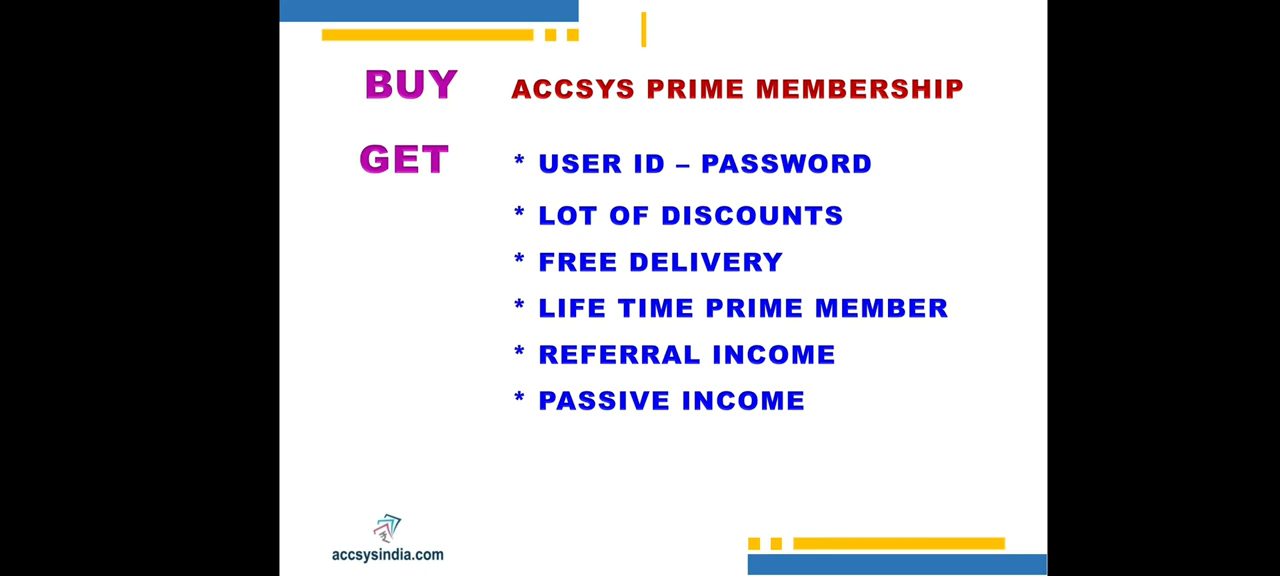 BUY ACCSYS PRIME MEMBERSHIP
GET * USER ID – PASSWORD
* LOT OF DISCOUNTS
* FREE DELIVERY
* LIFE TIME PRIME MEMBER
* REFERRAL INCOME
* PASSIVE INCOME
accsysindia.com